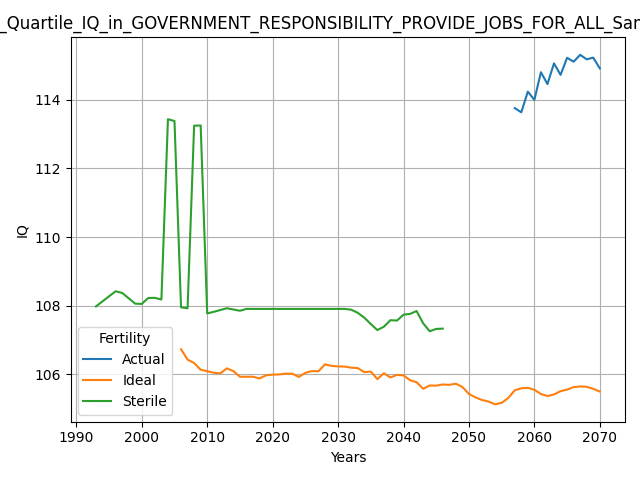 _Quartile_IQ_in_GOVERNMENT_RESPONSIBILITY_PROVIDE_JOBS_FOR_ALL_Sam
114
112
110
108
106
IQ
Fertility
Actual
Ideal
Sterile
1990 2000 2010 2020 2030 2040 2050 2060 2070
Years